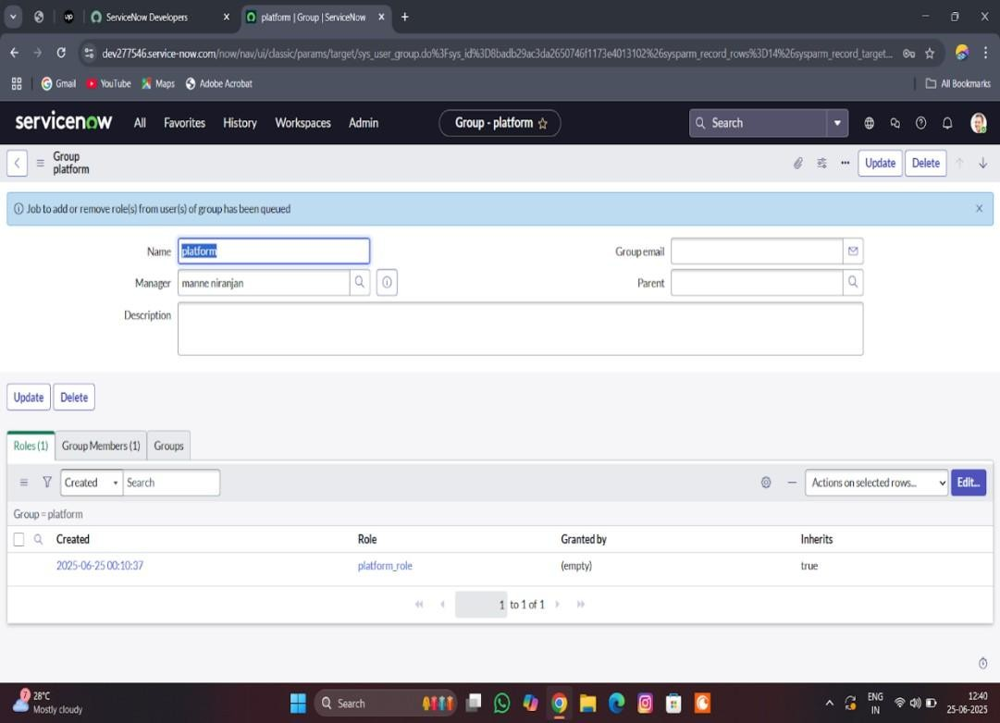 up
ServiceNow Developers
platform | Group | ServiceNow
dev277546.service-now.com/now/nav/ui/classic/params/target/sys_user_group.do%3Fsys_id%3D8badb29ac3da2650746f1173e4013102%26sysparm_record_rows%3D14%26sysparm_record_target...
Gmail YouTube Maps Adobe Acrobat All Bookmarks
servicenow All Favorites History Workspaces Admin Group - platform Search
Group
platform
Update Delete
Job to add or remove role(s) from user(s) of group has been queued
Name platform Group email
Manager manne niranjan Parent
Description
Update Delete
Roles (1) Group Members (1) Groups
Created Search Actions on selected rows... Edit...
Group = platform
Created Role Granted by Inherits
2025-06-25 00:10:37 platform_role (empty) true
1 to 1 of 1
28°C
Mostly cloudy
Search
ENG
IN
12:40
25-06-2025